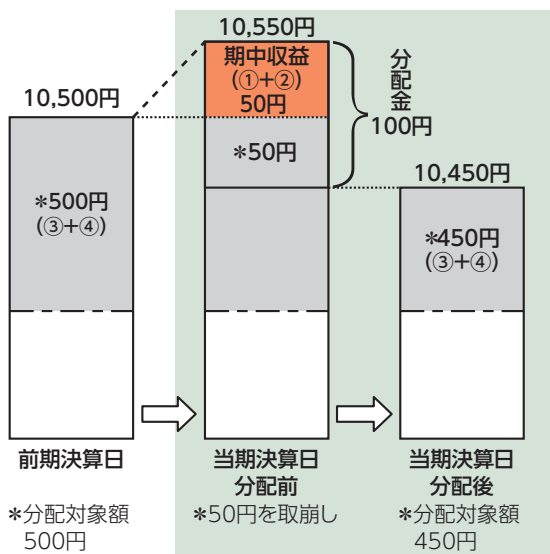 10,500円
*500円
(③+④)
前期決算日
*分配対象額
500円
10,550円
期中収益
(①+②)
50円
*50円
分配金
100円
当期決算日
分配前
*50円を取崩し
10,450円
*450円
(③+④)
当期決算日
分配後
*分配対象額
450円